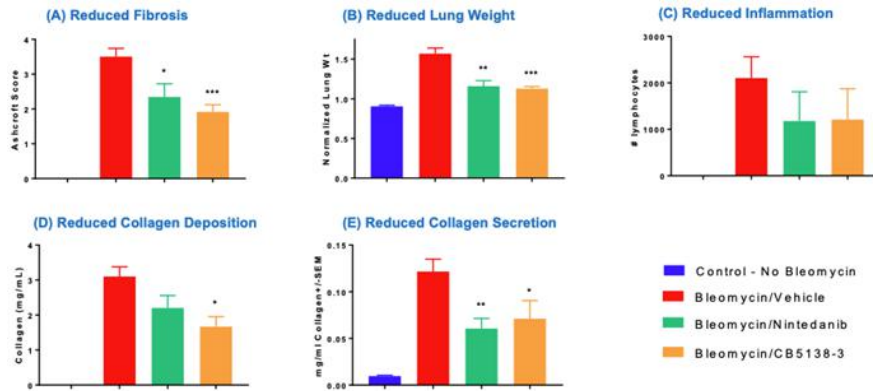 (A) Reduced Fibrosis
Ashcroft Score
4
3
2
1
0
*
***
(B) Reduced Lung Weight
Normalized Lung Wt
1.5
1.0
0.5
0.0
**
***
(C) Reduced Inflammation
# lymphocytes
3000
2000
1000
0
(D) Reduced Collagen Deposition
Collagen (mg/mL)
4
3
2
1
0
*
(E) Reduced Collagen Secretion
mg/ml Collagen+/-SEM
0.15
0.10
0.05
0.00
**
*
Control - No Bleomycin
Bleomycin/Vehicle
Bleomycin/Nintedanib
Bleomycin/CB5138-3